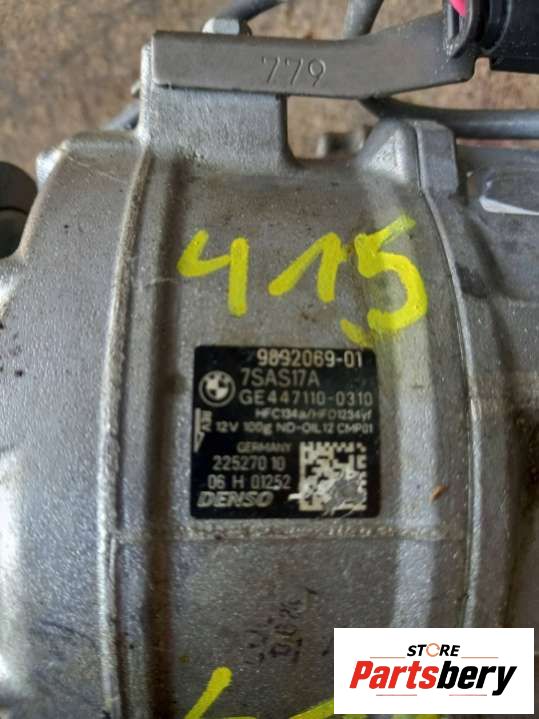 779
415
9892069-01
7SAS17A
GE447110-0310
HFC134a/HFO1234yf
12V 100g ND-OIL12 CMP01
GERMANY
22527010
06 H 01252
DENSO
STORE
Partsbery